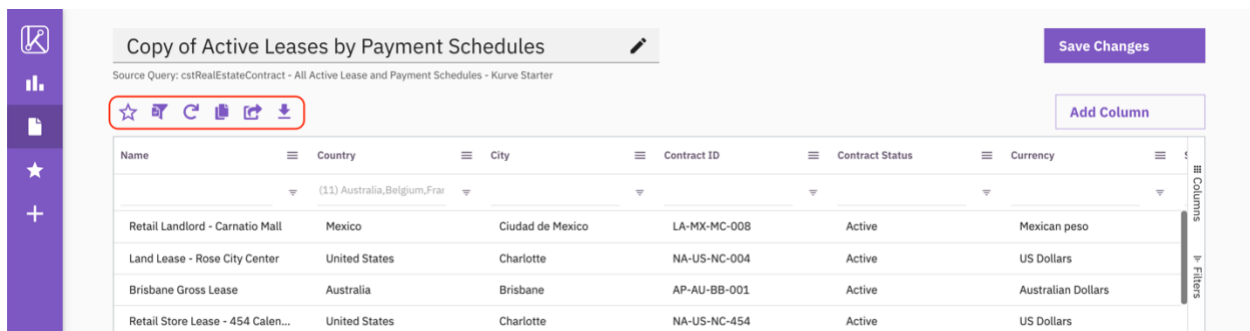 Copy of Active Leases by Payment Schedules
Save Changes
Source Query: cstRealEstateContract - All Active Lease and Payment Schedules - Kurve Starter
Add Column
Name Country City Contract ID Contract Status Currency
(11) Australia,Belgium,Fra
Columns
Retail Landlord - Carnatio Mall Mexico Ciudad de Mexico LA-MX-MC-008 Active Mexican peso
Land Lease - Rose City Center United States Charlotte NA-US-NC-004 Active US Dollars
Filters
Brisbane Gross Lease Australia Brisbane AP-AU-BB-001 Active Australian Dollars
Retail Store Lease - 454 Calen... United States Charlotte NA-US-NC-454 Active US Dollars